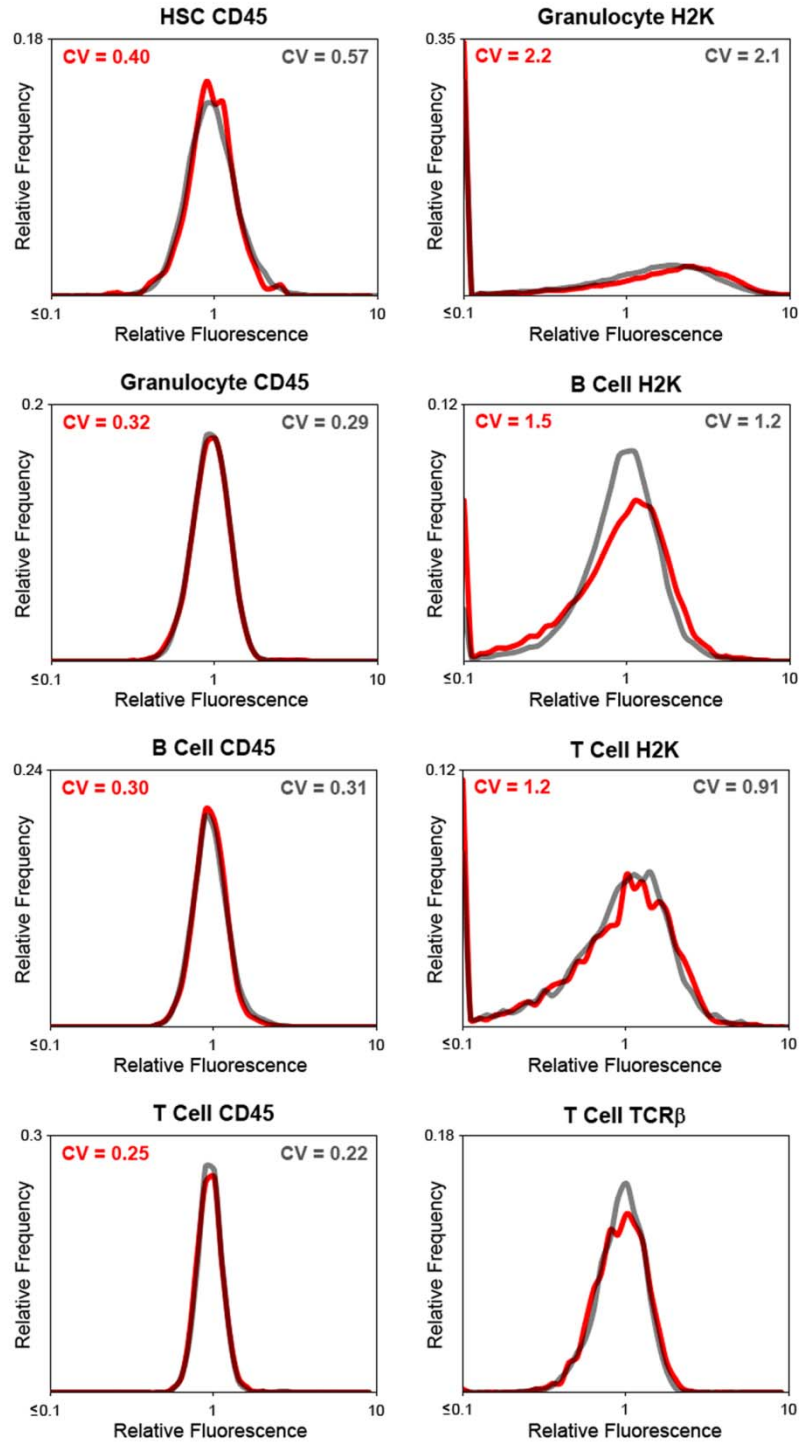 HSC CD45
0.18
CV = 0.40
CV = 0.57
Relative Frequency
≤0.1
1
10
Relative Fluorescence
Granulocyte H2K
0.35
CV = 2.2
CV = 2.1
Relative Frequency
≤0.1
1
10
Relative Fluorescence
Granulocyte CD45
0.2
CV = 0.32
CV = 0.29
Relative Frequency
≤0.1
1
10
Relative Fluorescence
B Cell H2K
0.12
CV = 1.5
CV = 1.2
Relative Frequency
≤0.1
1
10
Relative Fluorescence
B Cell CD45
0.24
CV = 0.30
CV = 0.31
Relative Frequency
≤0.1
1
10
Relative Fluorescence
T Cell H2K
0.12
CV = 1.2
CV = 0.91
Relative Frequency
≤0.1
1
10
Relative Fluorescence
T Cell CD45
0.3
CV = 0.25
CV = 0.22
Relative Frequency
≤0.1
1
10
Relative Fluorescence
T Cell TCRβ
0.18
Relative Frequency
≤0.1
1
10
Relative Fluorescence